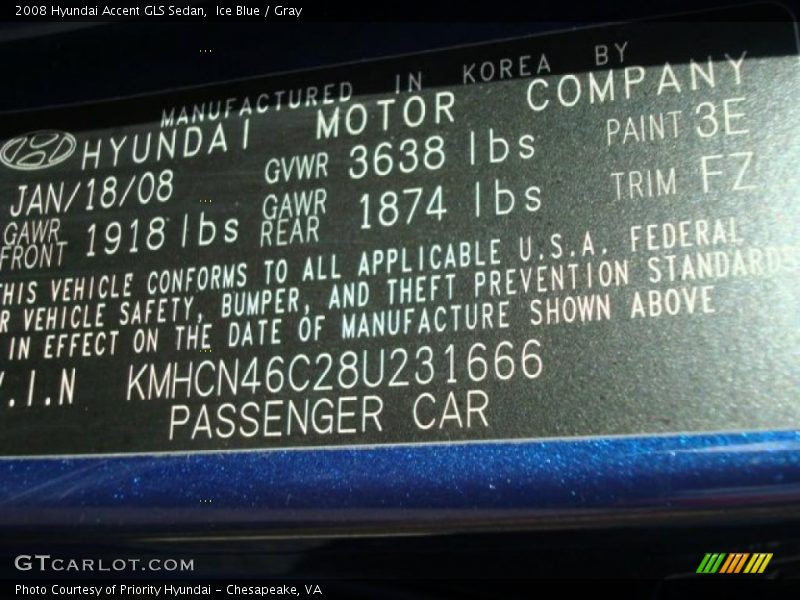 2008 Hyundai Accent GLS Sedan,  Ice Blue / Gray
MANUFACTURED IN KOREA BY
HYUNDAI MOTOR COMPANY
JAN/18/08 GVWR 3638 lbs PAINT 3E
GAWR FRONT 1918 lbs GAWR REAR 1874 lbs TRIM FZ
THIS VEHICLE CONFORMS TO ALL APPLICABLE U.S.A. FEDERAL
R VEHICLE SAFETY, BUMPER, AND THEFT PREVENTION STANDARDS
IN EFFECT ON THE DATE OF MANUFACTURE SHOWN ABOVE
V.I.N KMHCN46C28U231666
PASSENGER CAR
GTCARLOT.COM
Photo Courtesy of Priority Hyundai - Chesapeake, VA